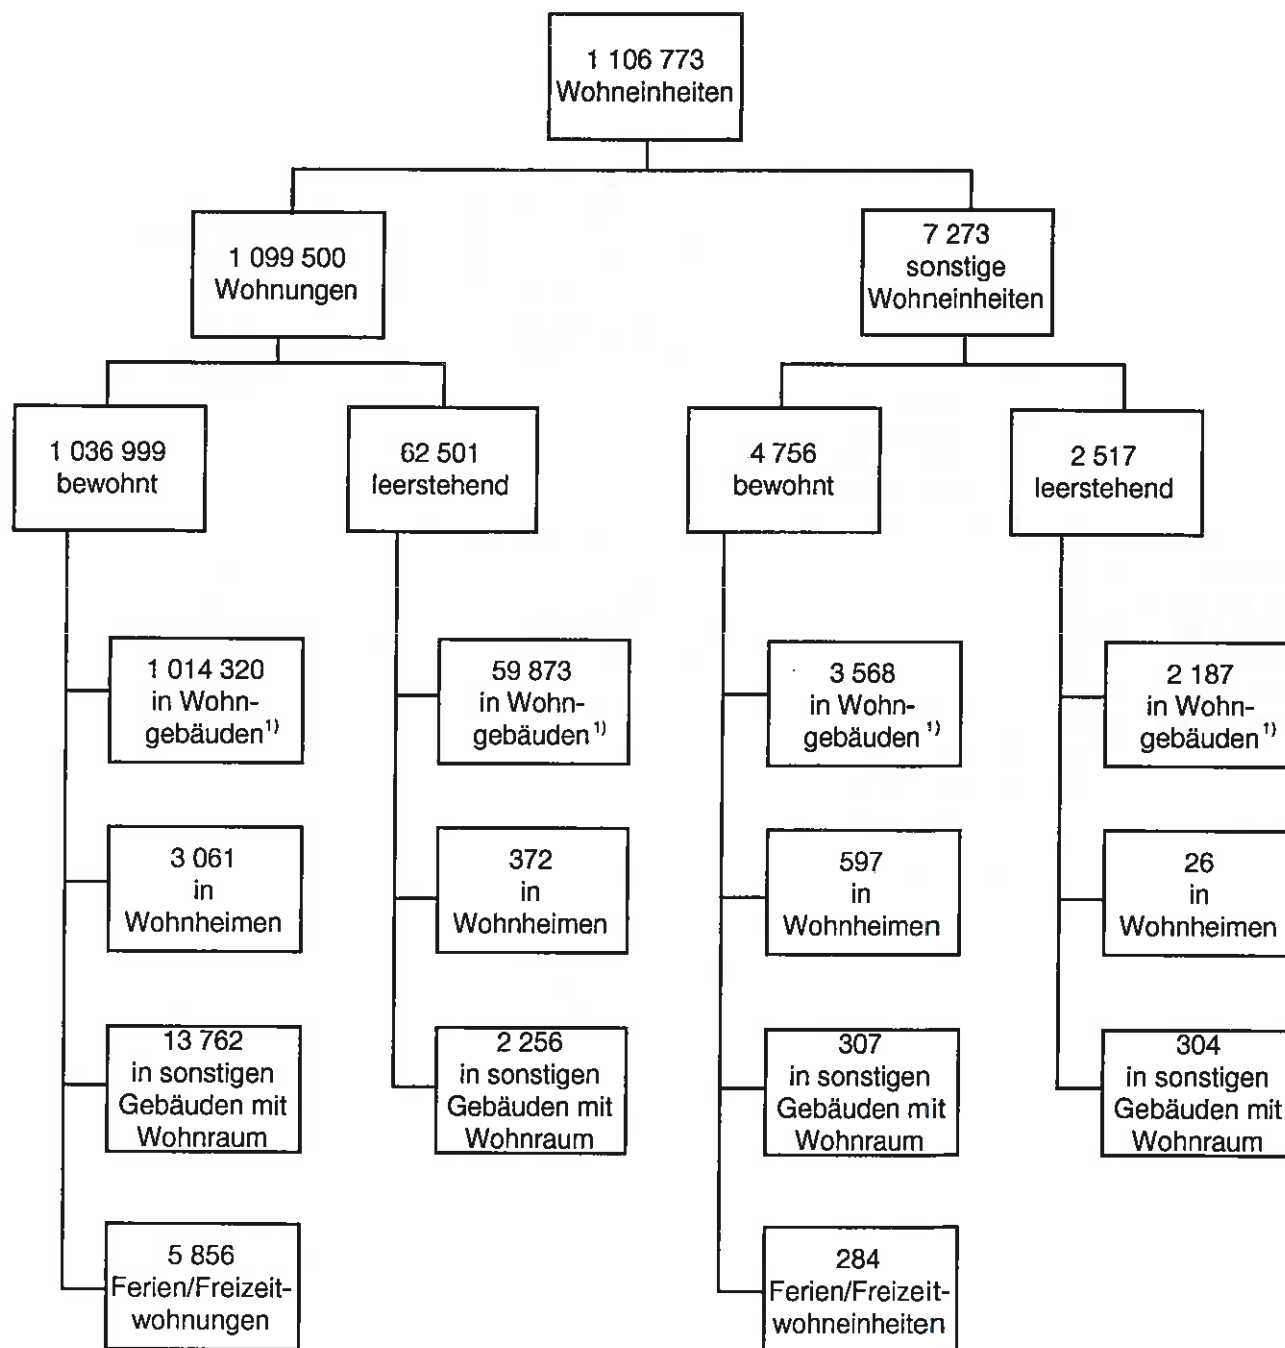 1 106 773
Wohneinheiten
1 099 500
Wohnungen
7 273
sonstige
Wohneinheiten
1 036 999
bewohnt
62 501
leerstehend
4 756
bewohnt
2 517
leerstehend
1 014 320
in Wohn-
gebäuden¹⁾
59 873
in Wohn-
gebäuden¹⁾
3 568
in Wohn-
gebäuden¹⁾
2 187
in Wohn-
gebäuden¹⁾
3 061
in
Wohnheimen
372
in
Wohnheimen
597
in
Wohnheimen
26
in
Wohnheimen
13 762
in sonstigen
Gebäuden mit
Wohnraum
2 256
in sonstigen
Gebäuden mit
Wohnraum
307
in sonstigen
Gebäuden mit
Wohnraum
304
in sonstigen
Gebäuden mit
Wohnraum
5 856
Ferien/Freizeit-
wohnungen
284
Ferien/Freizeit-
wohneinheiten